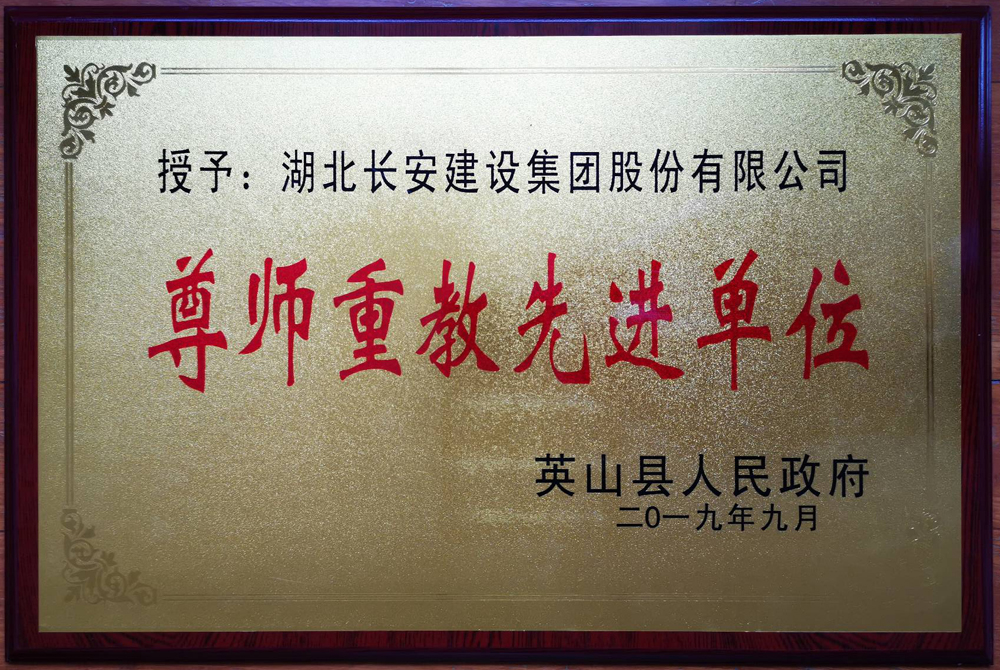 授予：湖北长安建设集团股份有限公司
尊师重教先进单位
英山县人民政府
二0一九年九月